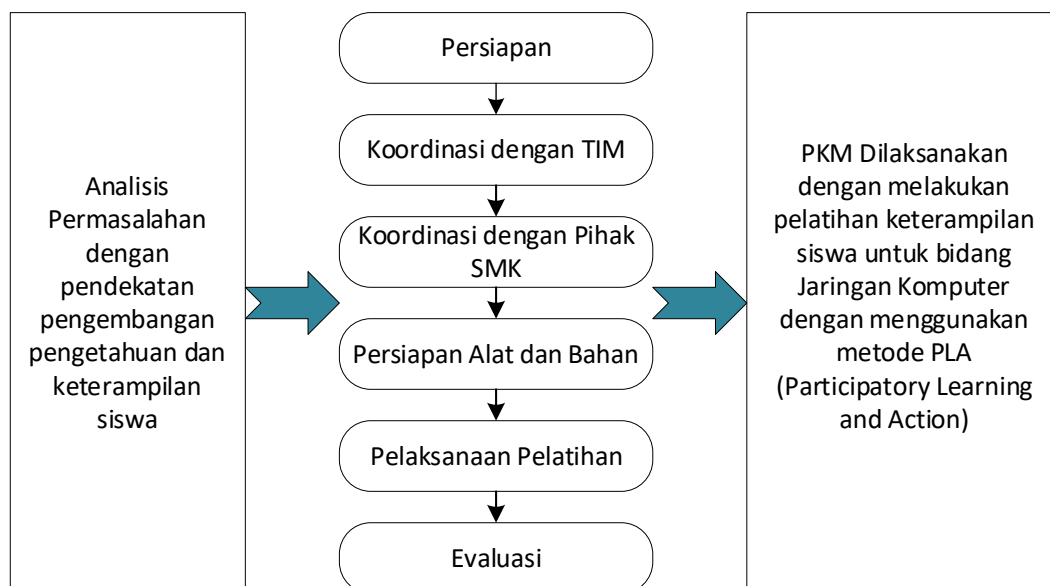 Analisis
Permasalahan
dengan
pendekatan
pengembangan
pengetahuan dan
keterampilan
siswa
Persiapan
Koordinasi dengan TIM
Koordinasi dengan Pihak
SMK
Persiapan Alat dan Bahan
Pelaksanaan Pelatihan
Evaluasi
PKM Dilaksanakan
dengan melakukan
pelatihan keterampilan
siswa untuk bidang
Jaringan Komputer
dengan menggunakan
metode PLA
(Participatory Learning
and Action)